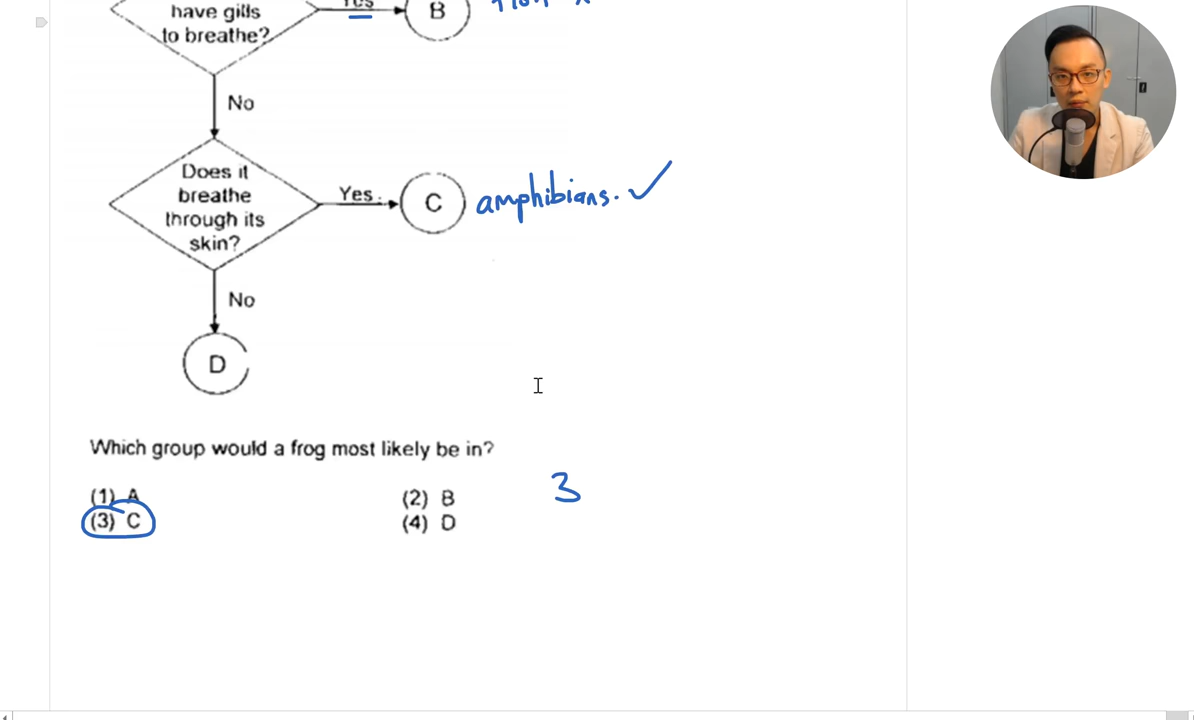 have gills
to breathe?
Yes
B
No
Does it
breathe
through its
skin?
Yes.
C
amphibians. ✓
No
D
Which group would a frog most likely be in?
(1) A
(2) B
3
(3) C
(4) D